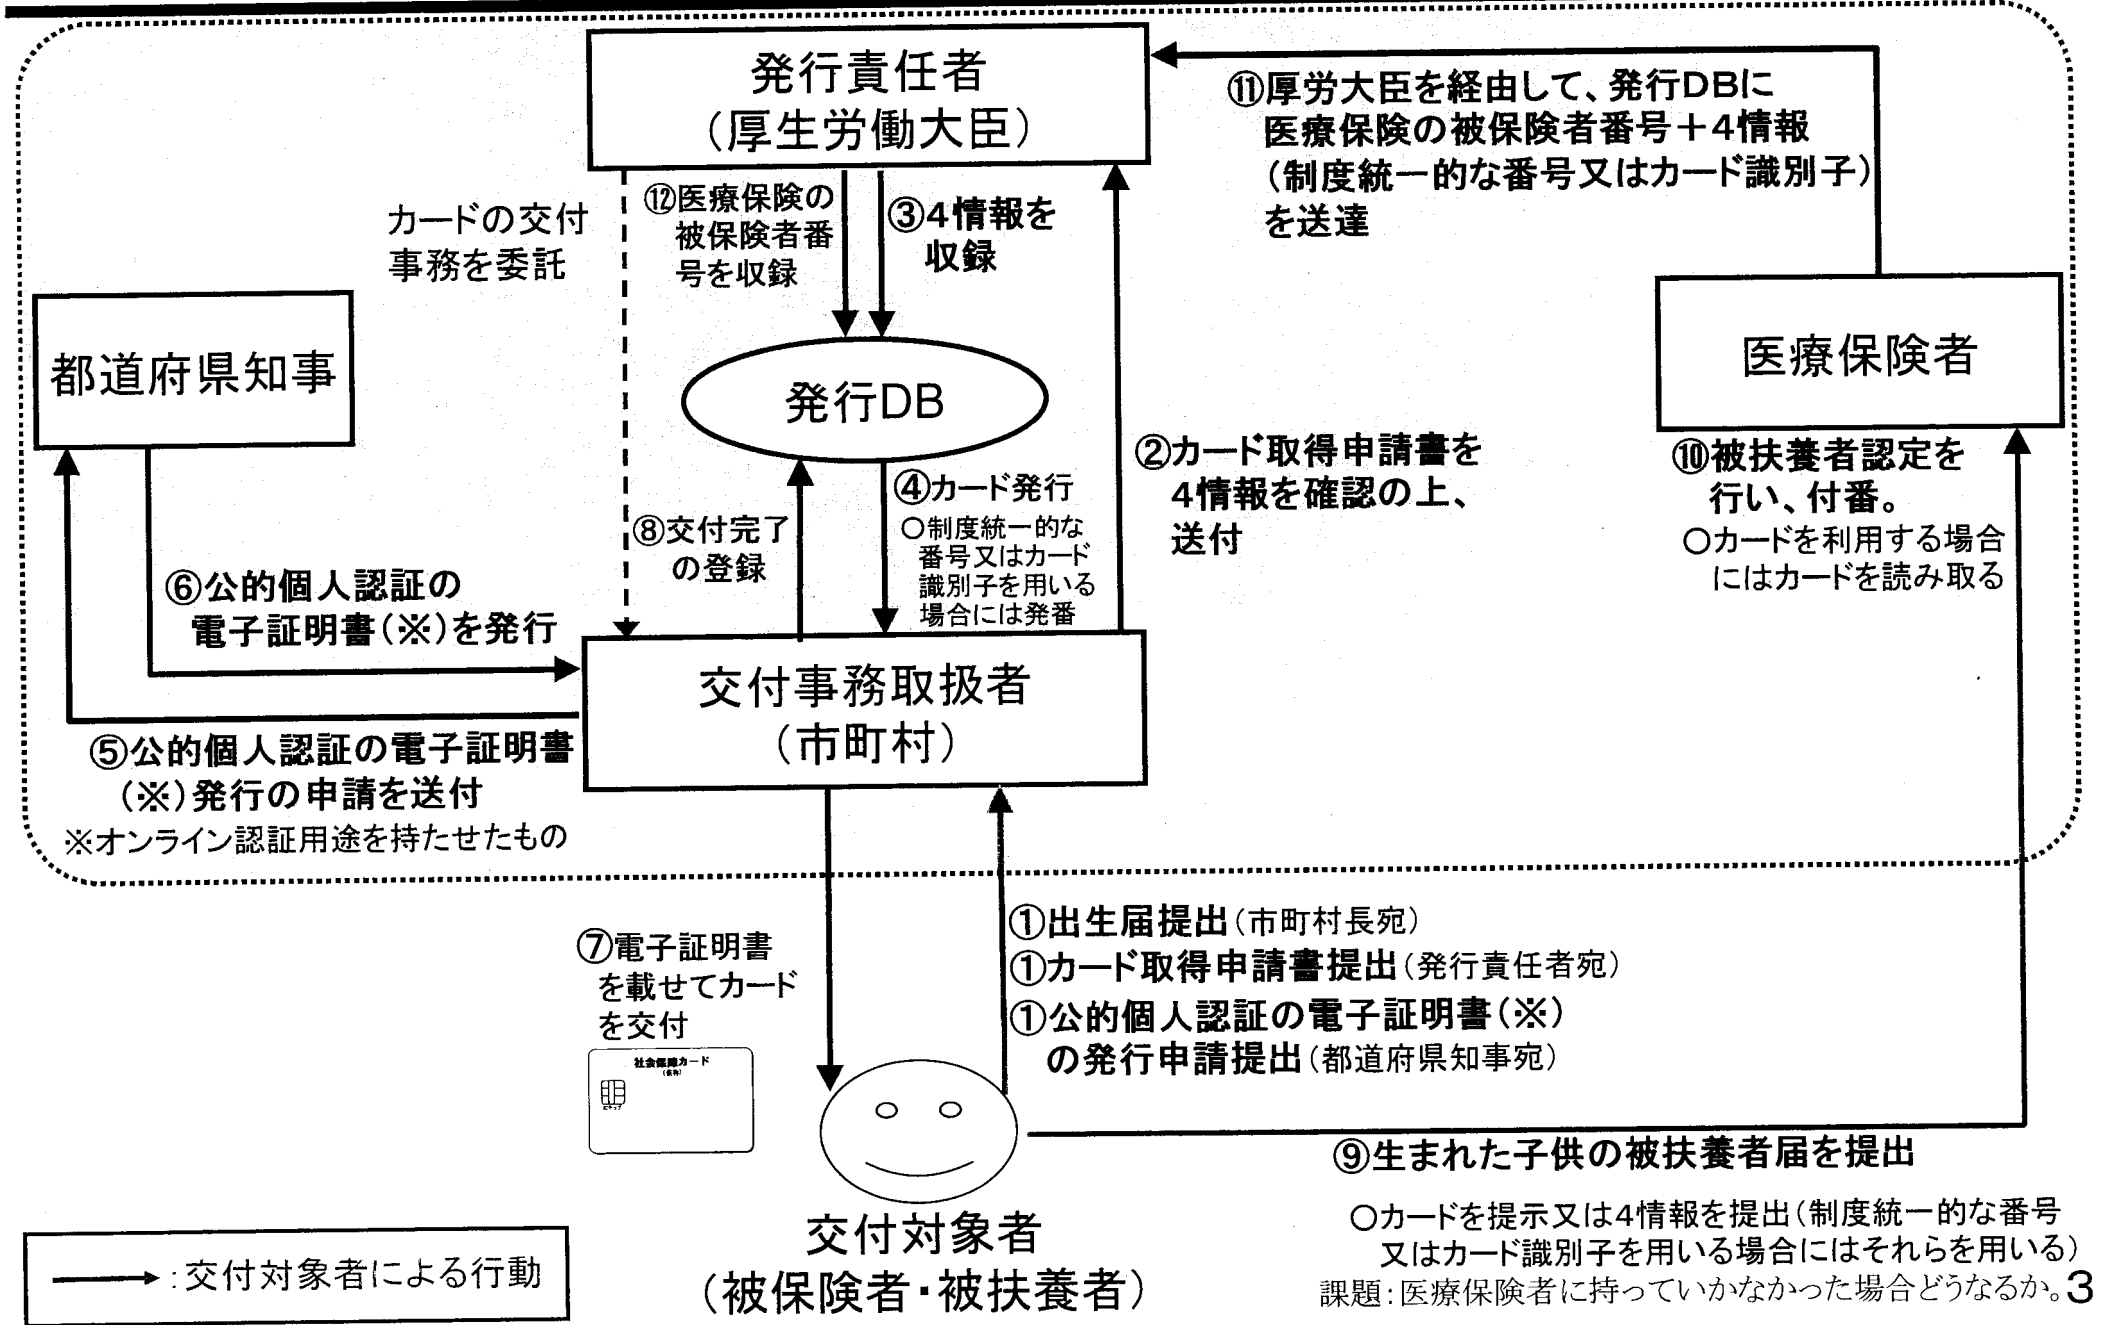 発行責任者
（厚生労働大臣）
⑪厚労大臣を経由して、発行DBに
医療保険の被保険者番号＋4情報
（制度統一的な番号又はカード識別子）
を送達
カードの交付
事務を委託
⑫医療保険の
被保険者番
号を収録
③4情報を
収録
都道府県知事
発行DB
医療保険者
②カード取得申請書を
4情報を確認の上、
送付
⑩被扶養者認定を
行い、付番。
○カードを利用する場合
にはカードを読み取る
④カード発行
○制度統一的な
番号又はカード
識別子を用いる
場合には発番
⑧交付完了
の登録
⑥公的個人認証の
電子証明書（※）を発行
交付事務取扱者
（市町村）
⑤公的個人認証の電子証明書
（※）発行の申請を送付
※オンライン認証用途を持たせたもの
①出生届提出（市町村長宛）
①カード取得申請書提出（発行責任者宛）
①公的個人認証の電子証明書（※）
の発行申請提出（都道府県知事宛）
⑦電子証明書
を載せてカード
を交付
社会保障カード
（仮称）
ICチップ
⑨生まれた子供の被扶養者届を提出
○カードを提示又は4情報を提出（制度統一的な番号
又はカード識別子を用いる場合にはそれらを用いる）
課題：医療保険者に持っていかなかった場合どうなるか。
3
交付対象者
（被保険者・被扶養者）
：交付対象者による行動